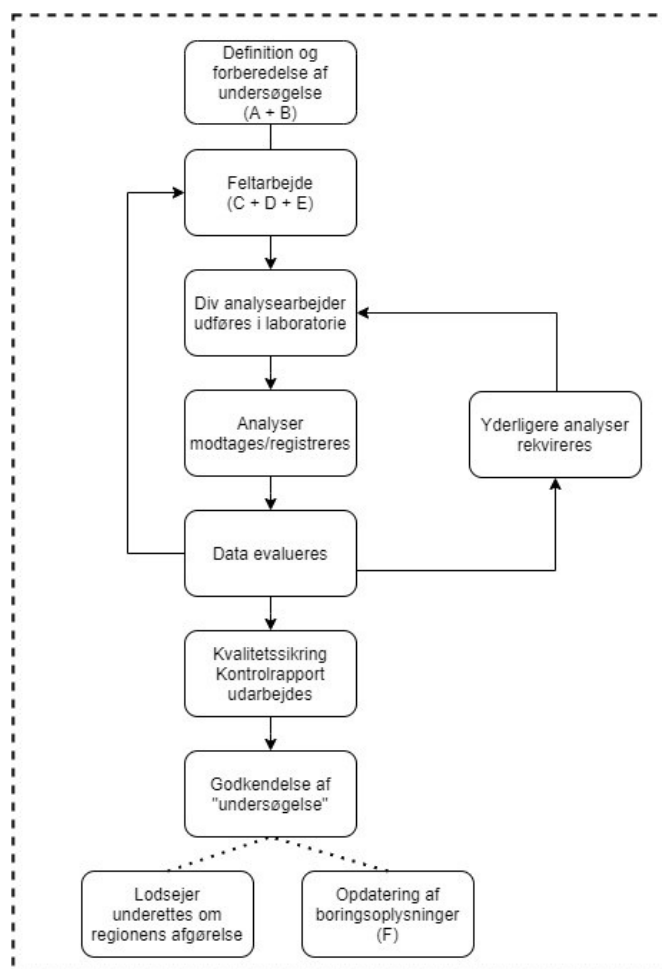 Definition og
forberedelse af
undersøgelse
(A + B)
Feltarbejde
(C + D + E)
Div analysearbejder
udføres i laboratorie
Analyser
modtages/registreres
Yderligere analyser
rekvireres
Data evalueres
Kvalitetssikring
Kontrolrapport
udarbejdes
Godkendelse af
"undersøgelse"
Lodsejer
underettes om
regionens afgørelse
Opdatering af
boringsoplysninger
(F)